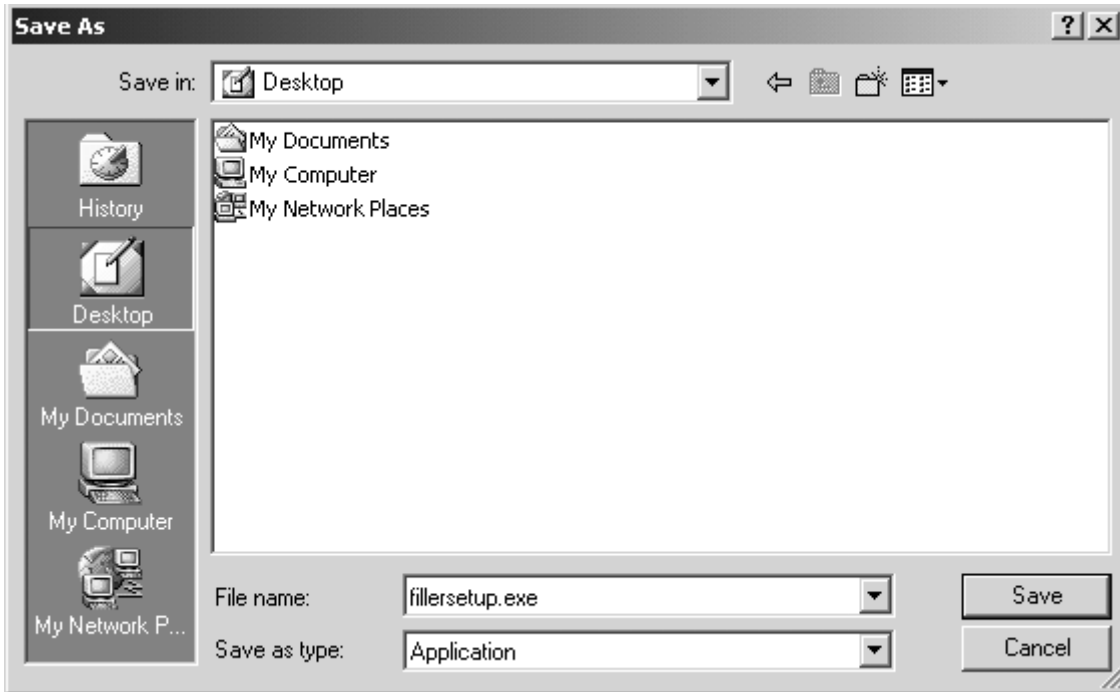 Save As
Save in: Desktop
History
Desktop
My Documents
My Computer
My Network P...
My Documents
My Computer
My Network Places
File name: fillersetup.exe Save
Save as type: Application Cancel